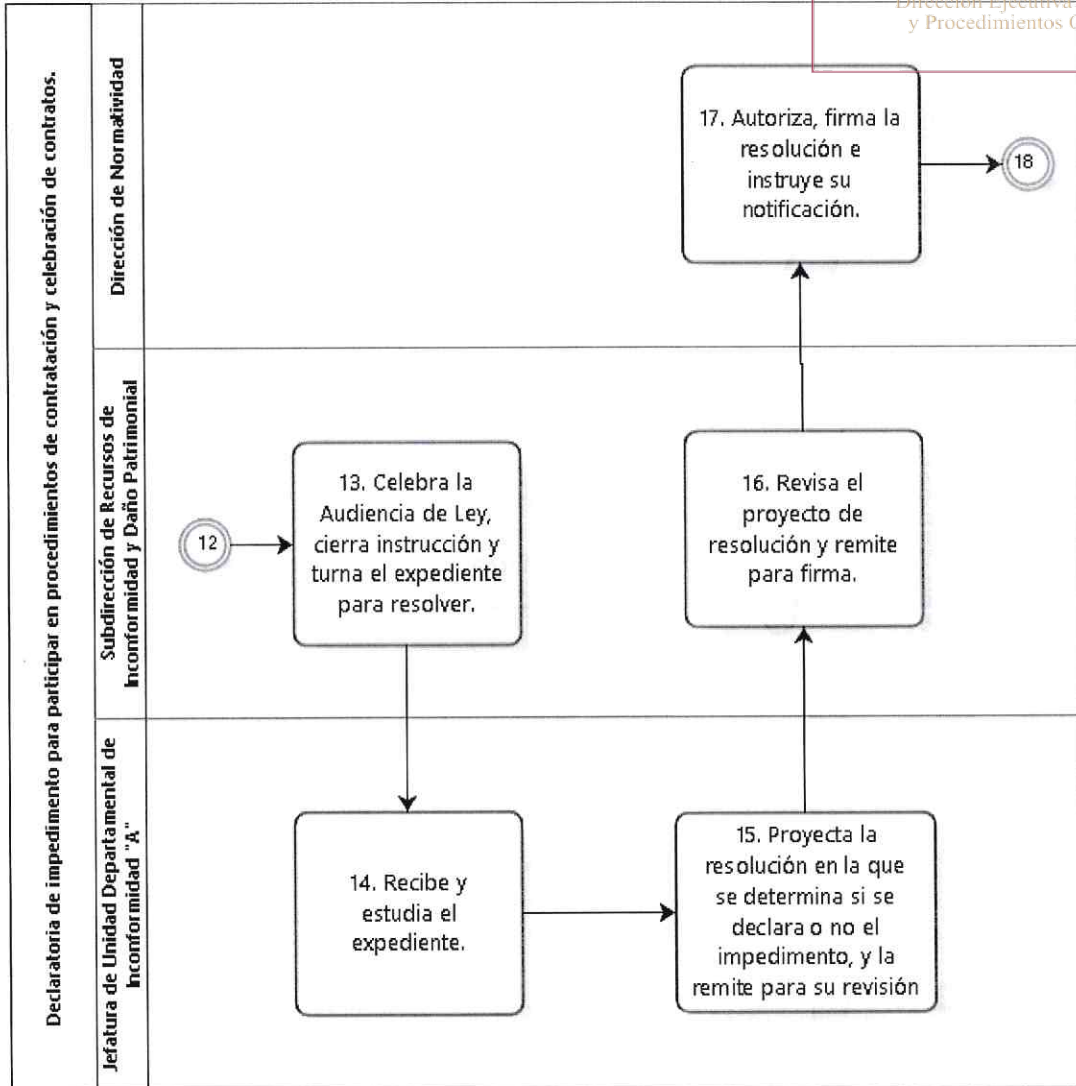 Dirección Ejecutiva
y Procedimientos
Declaratoria de impedimento para participar en procedimientos de contratación y celebración de contratos.
Dirección de Normatividad
17. Autoriza, firma la
resolución e
instruye su
notificación.
18
Subdirección de Recursos de
Inconformidad y Daño Patrimonial
12
13. Celebra la
Audiencia de Ley,
cierra instrucción y
turna el expediente
para resolver.
16. Revisa el
proyecto de
resolución y remite
para firma.
Jefatura de Unidad Departamental de
Inconformidad "A"
14. Recibe y
estudia el
expediente.
15. Proyecta la
resolución en la que
se determina si se
declara o no el
impedimento, y la
remite para su revisión